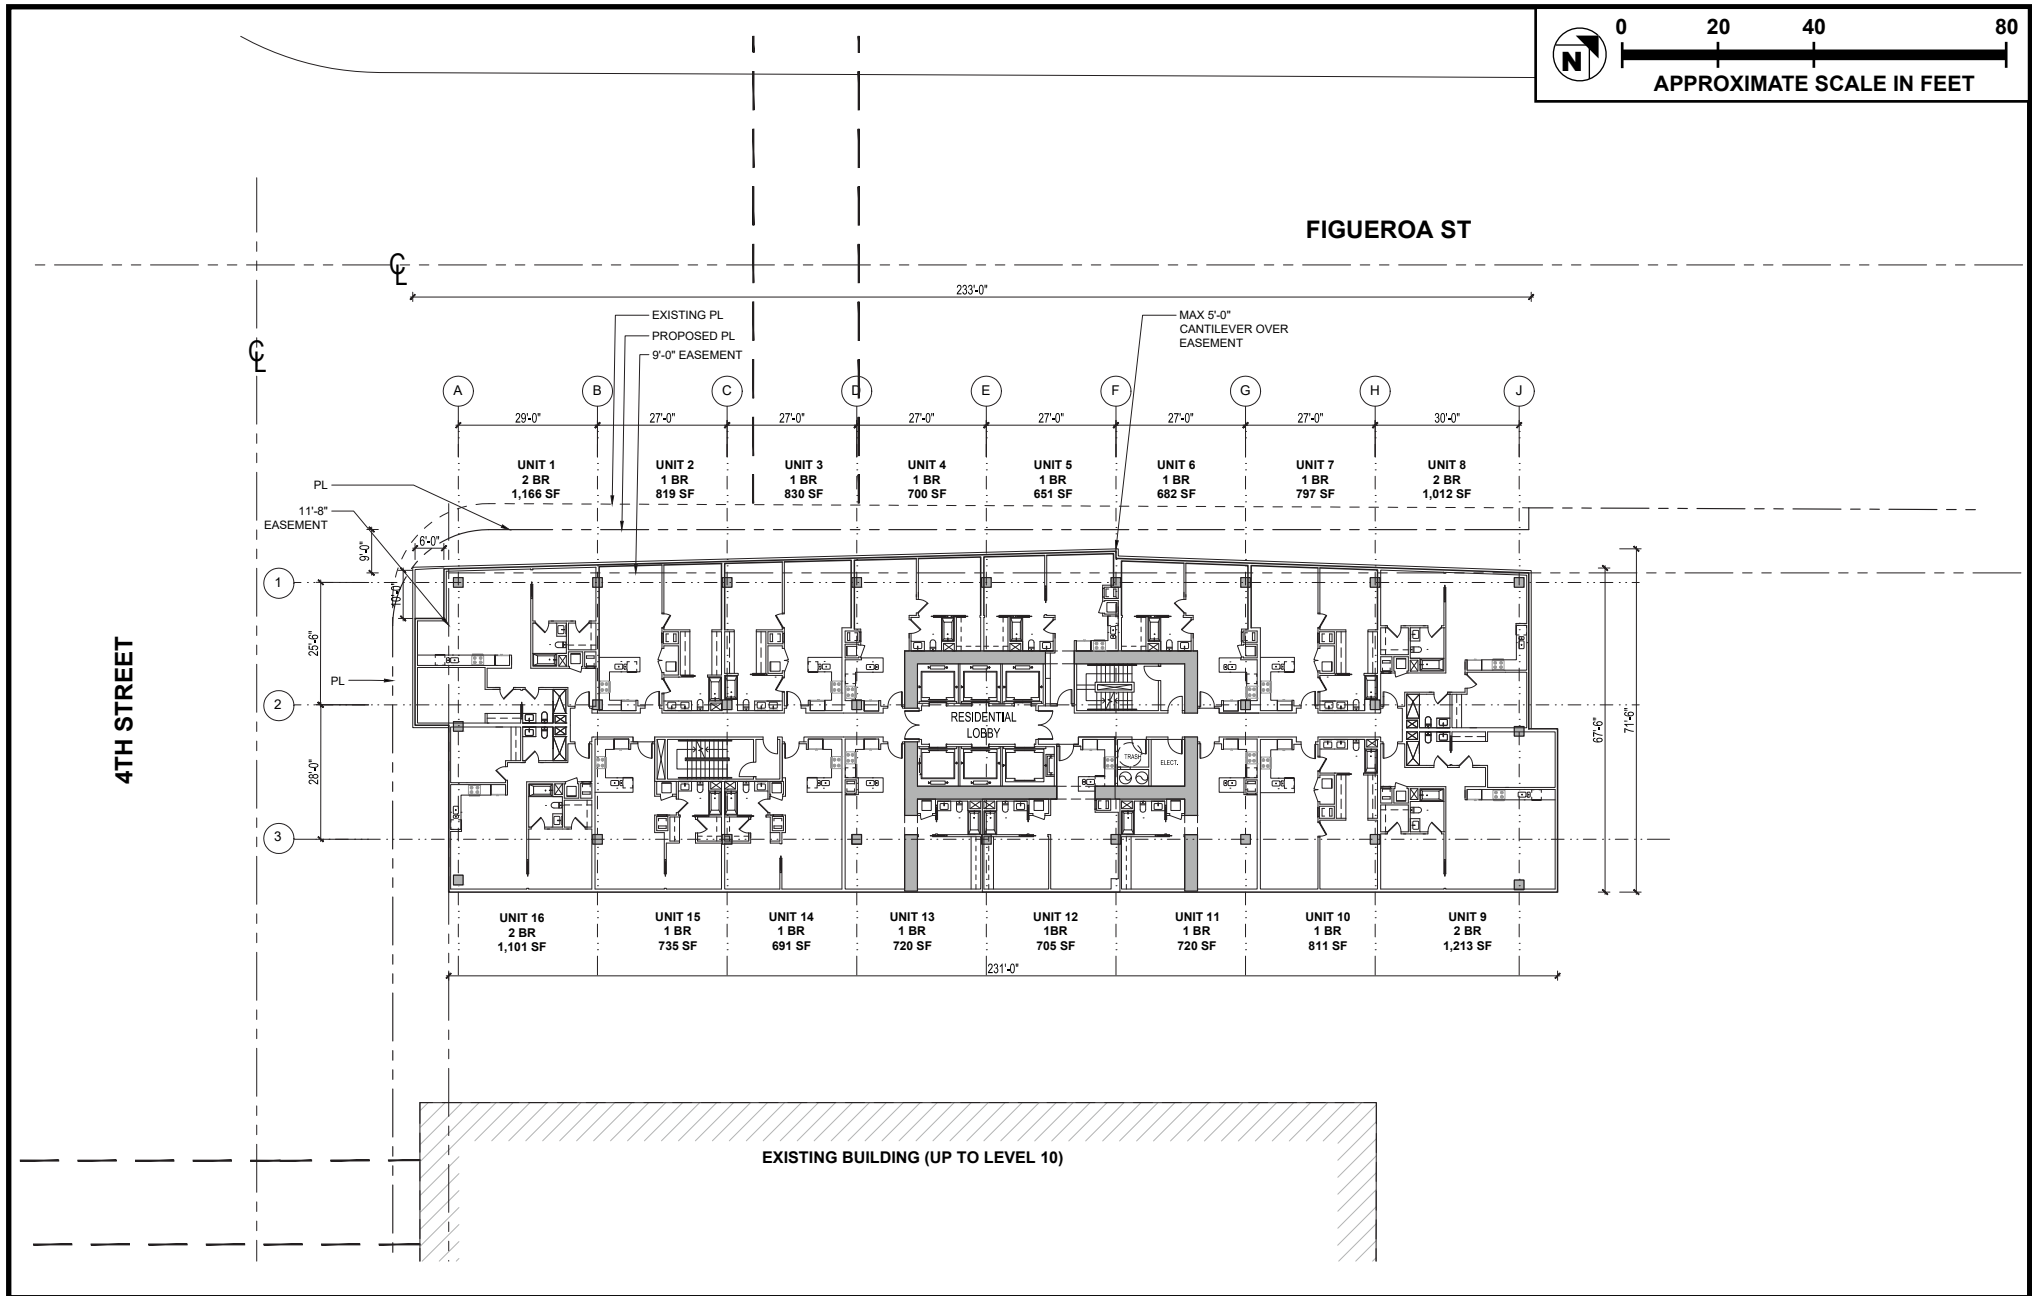 0 20 40 80
N
APPROXIMATE SCALE IN FEET
FIGUEROA ST
℄
233'-0"
EXISTING PL
PROPOSED PL
9'-0" EASEMENT
MAX 5'-0"
CANTILEVER OVER
EASEMENT
℄
A B C D E F G H J
29'-0" 27'-0" 27'-0" 27'-0" 27'-0" 27'-0" 27'-0" 30'-0"
UNIT 1
2 BR
1,166 SF
UNIT 2
1 BR
819 SF
UNIT 3
1 BR
830 SF
UNIT 4
1 BR
700 SF
UNIT 5
1 BR
651 SF
UNIT 6
1 BR
682 SF
UNIT 7
1 BR
797 SF
UNIT 8
2 BR
1,012 SF
PL
11'-8"
EASEMENT
6'-0"
9'-0"
10'-0"
1
25'-6"
PL
2
28'-0"
3
4TH STREET
RESIDENTIAL
LOBBY
TRASH
ELECT.
67'-6"
71'-6"
UNIT 16
2 BR
1,101 SF
UNIT 15
1 BR
735 SF
UNIT 14
1 BR
691 SF
UNIT 13
1 BR
720 SF
UNIT 12
1BR
705 SF
UNIT 11
1 BR
720 SF
UNIT 10
1 BR
811 SF
UNIT 9
2 BR
1,213 SF
231'-0"
EXISTING BUILDING (UP TO LEVEL 10)